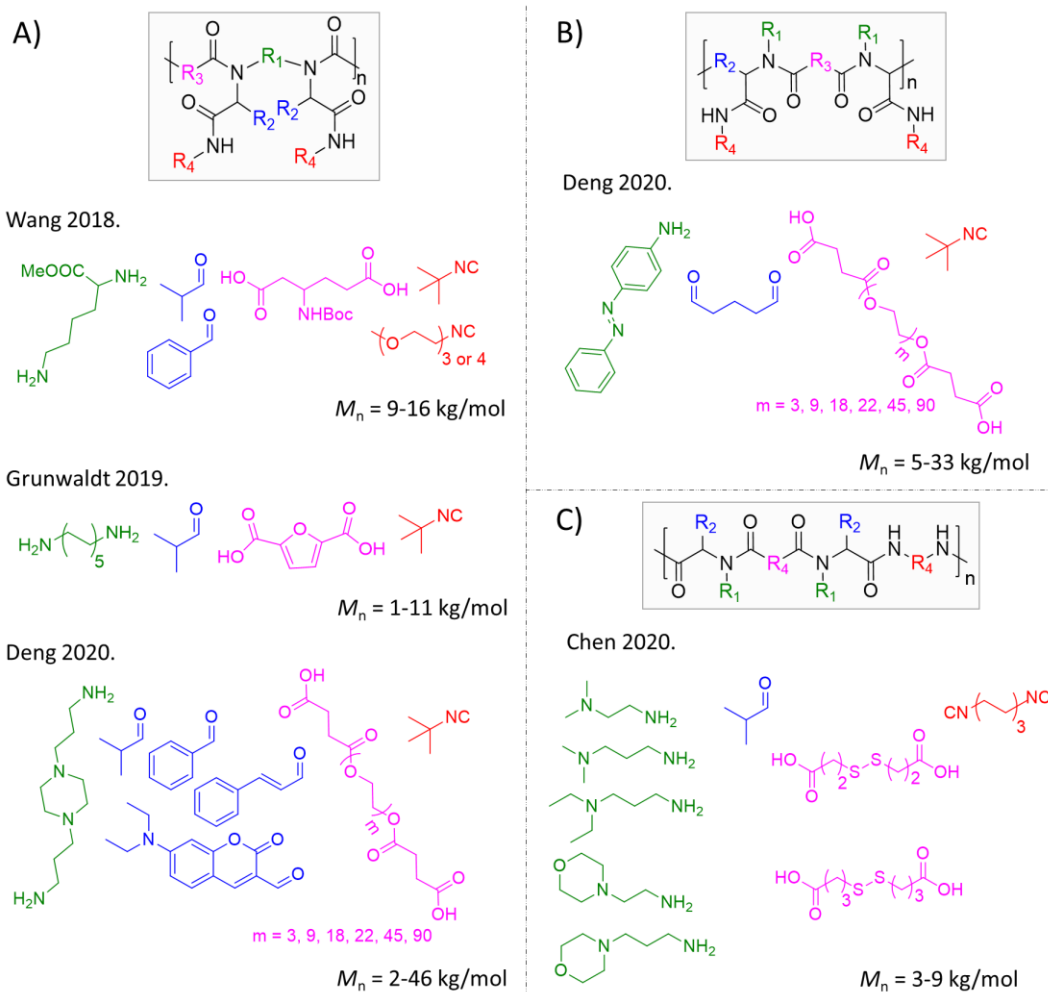 A)
O
O
R3
N
R1
N
n
O
R2
R2
O
NH
NH
R4
R4
Wang 2018.
MeOOC
NH2
H2N
O
O
HO
O
O
OH
NHBoc
NC
O
NC
3 or 4
Mn = 9-16 kg/mol
Grunwaldt 2019.
H2N
NH2
5
O
O
HO
O
O
OH
NC
Mn = 1-11 kg/mol
Deng 2020.
NH2
N
N
H2N
O
O
O
N
O
O
O
OH
O
O
O
m
O
O
O
OH
NC
m = 3, 9, 18, 22, 45, 90
Mn = 2-46 kg/mol
B)
R1
R1
R2
N
R3
N
n
HN
O
O
O
O
NH
R4
R4
Deng 2020.
NH2
N
N
O
O
HO
O
O
O
m
O
O
O
OH
NC
m = 3, 9, 18, 22, 45, 90
Mn = 5-33 kg/mol
C)
R2
O
O
R2
H
N
H
N
O
N
R1
R4
N
R1
O
R4
n
Chen 2020.
N
NH2
N
NH2
N
NH2
O
N
NH2
O
N
NH2
O
CN
NC
3
HO
O
2
S
S
2
O
OH
HO
O
3
S
S
3
O
OH
Mn = 3-9 kg/mol